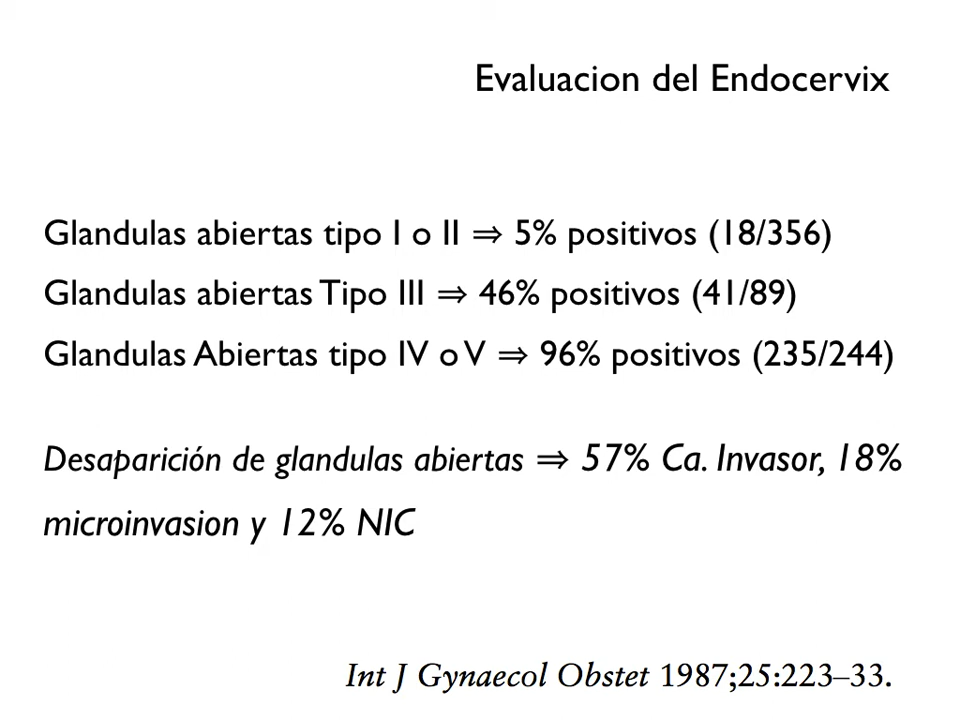 Evaluacion del Endocervix
Glandulas abiertas tipo I o II ⇒ 5% positivos (18/356)
Glandulas abiertas Tipo III ⇒ 46% positivos (41/89)
Glandulas Abiertas tipo IV o V ⇒ 96% positivos (235/244)
Desaparición de glandulas abiertas ⇒ 57% Ca. Invasor, 18%
microinvasion y 12% NIC
Int J Gynaecol Obstet 1987;25:223–33.